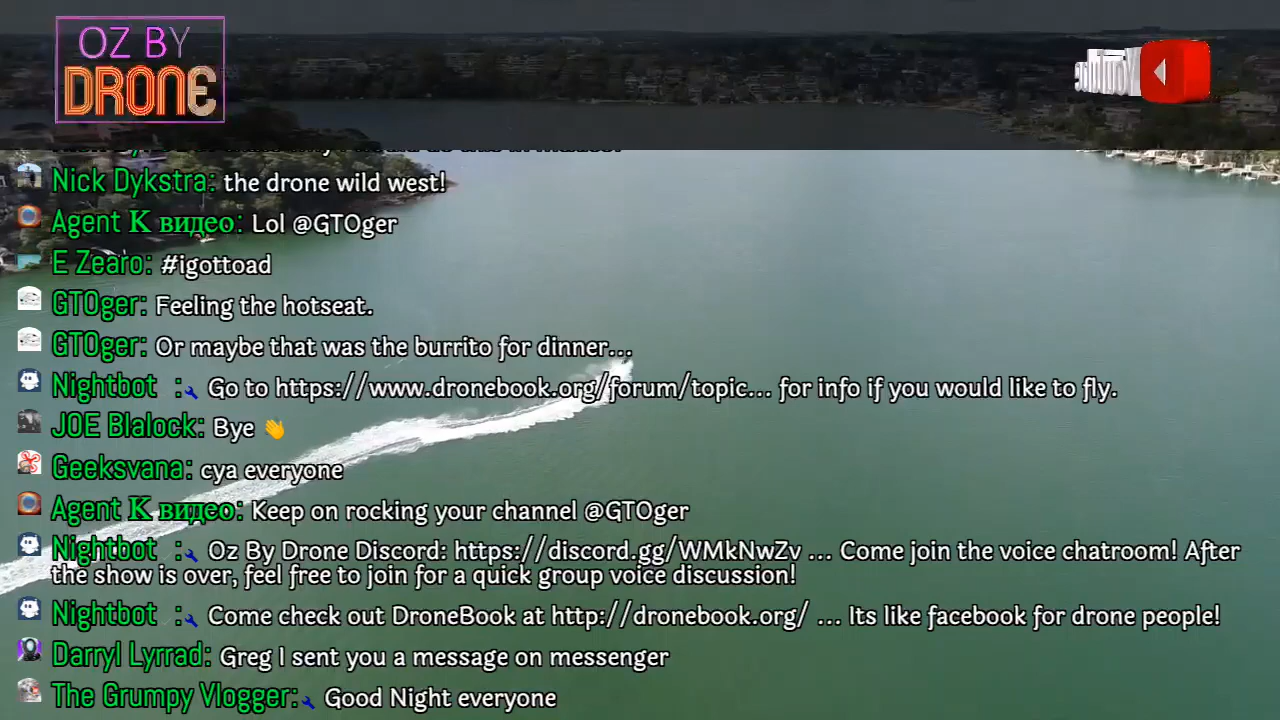 OZ BY
DRONE
YouTube
Nick Dykstra: the drone wild west!
Agent K видео: Lol @GTOger
E Zearo: #igottoad
GTOger: Feeling the hotseat.
GTOger: Or maybe that was the burrito for dinner...
Nightbot : Go to https://www.dronebook.org/forum/topic... for info if you would like to fly.
JOE Blalock: Bye 👋
Geeksvana: cya everyone
Agent K видео: Keep on rocking your channel @GTOger
Nightbot : Oz By Drone Discord: https://discord.gg/WMkNwZv ... Come join the voice chatroom! After
the show is over, feel free to join for a quick group voice discussion!
Nightbot : Come check out DroneBook at http://dronebook.org/ ... Its like facebook for drone people!
Darryl Lyrrad: Greg I sent you a message on messenger
The Grumpy Vlogger: Good Night everyone